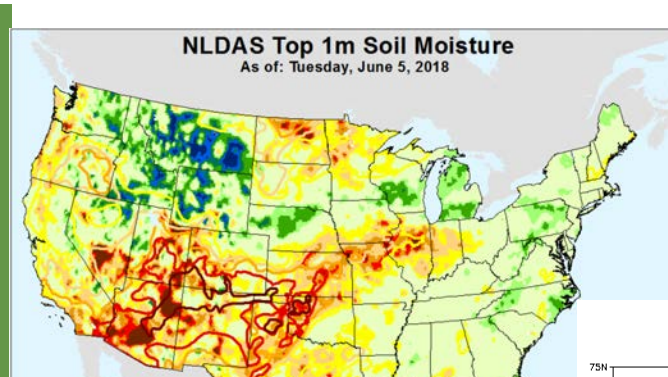 NLDAS Top 1m Soil Moisture
As of: Tuesday, June 5, 2018
75N